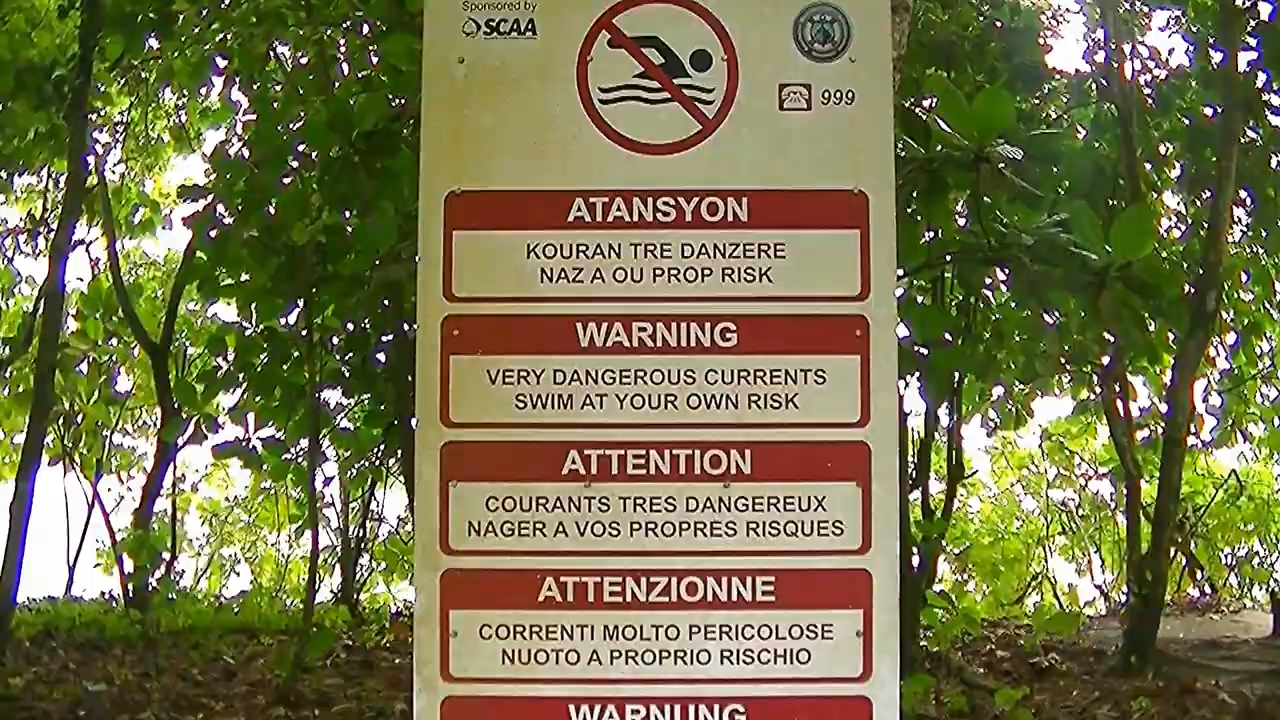 Sponsored by
SCAA
999
ATANSYON
KOURAN TRE DANZERE
NAZ A OU PROP RISK
WARNING
VERY DANGEROUS CURRENTS
SWIM AT YOUR OWN RISK
ATTENTION
COURANTS TRES DANGEREUX
NAGER A VOS PROPRES RISQUES
ATTENZIONNE
CORRENTI MOLTO PERICOLOSE
NUOTO A PROPRIO RISCHIO
WARNUNG